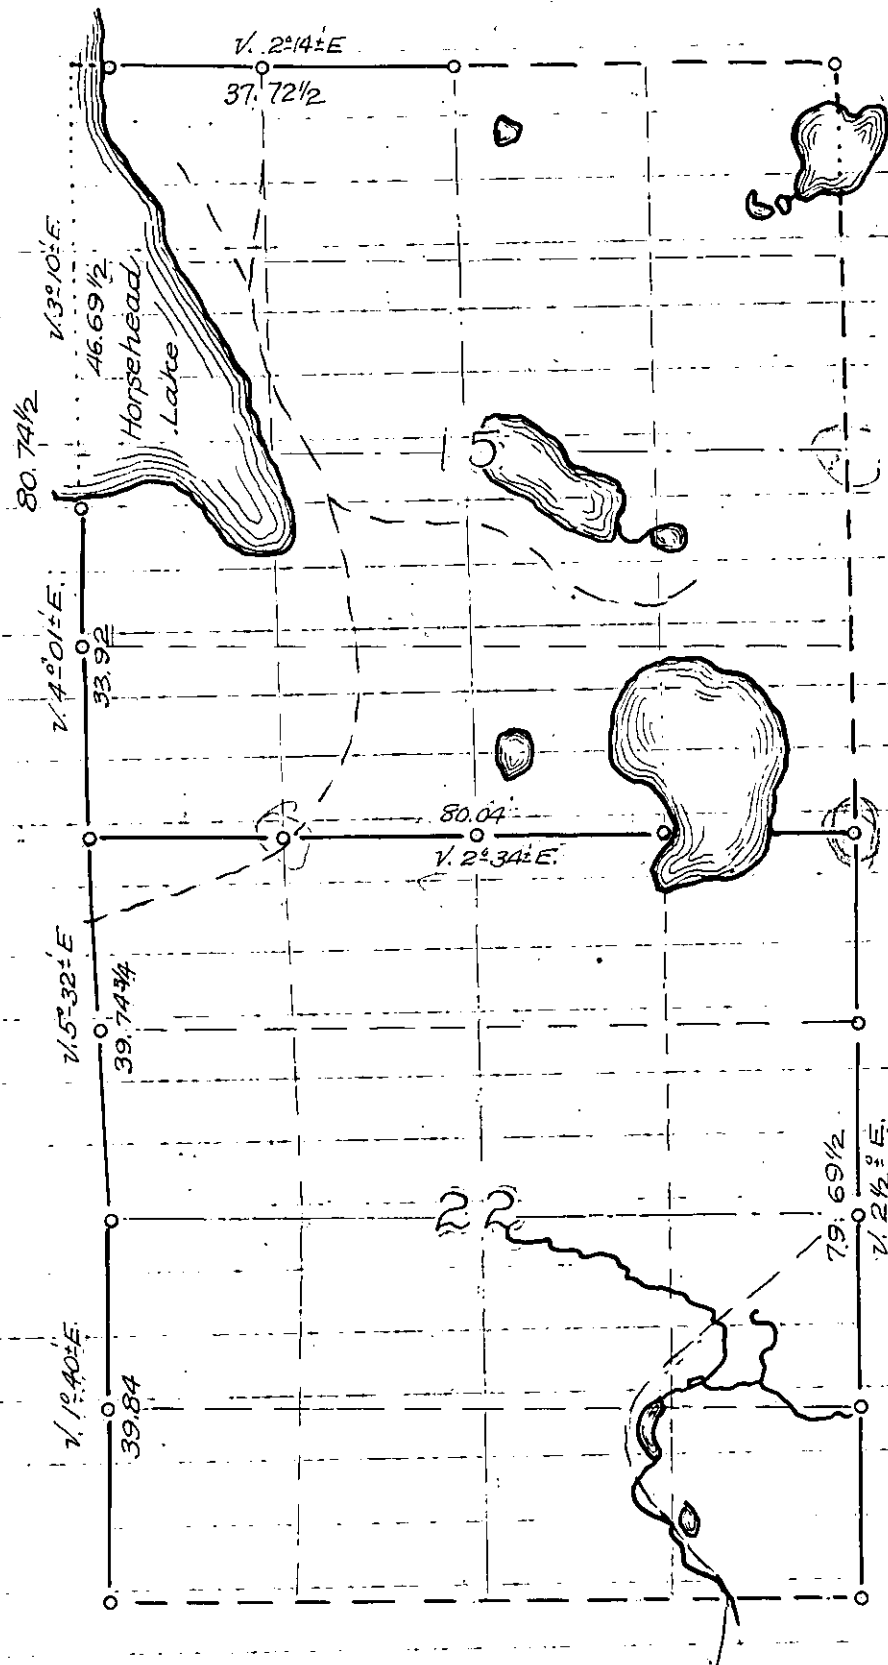 V. 2°14'±E
37.72½
V.3°10'±E.
46.69½
Horsehead
Lake
80.74½
V.4°01'±E.
33.92
80.04
V. 2°34'±E.
V.5°32'±E
39.74¾
22
79.69½
V. 2½°±E.
V. 1°40'±E.
39.84